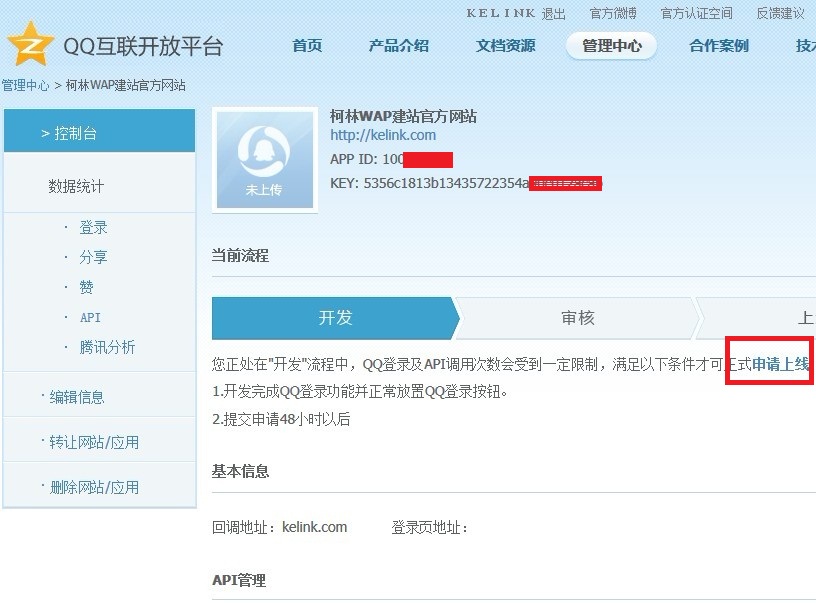 KELINK 退出 官方微博 官方认证空间 反馈建议
QQ互联开放平台
首页 产品介绍 文档资源 管理中心 合作案例
管理中心 > 柯林WAP建站官方网站
> 控制台
数据统计
· 登录
· 分享
· 赞
· API
· 腾讯分析
· 编辑信息
· 转让网站/应用
· 删除网站/应用
未上传
柯林WAP建站官方网站
http://kelink.com
APP ID: 100
KEY: 5356c1813b13435722354a
当前流程
开发 审核 上
您正处在"开发"流程中，QQ登录及API调用次数会受到一定限制，满足以下条件才可正式申请上线
1.开发完成QQ登录功能并正常放置QQ登录按钮。
2.提交申请48小时以后
基本信息
回调地址：kelink.com 登录页地址：
API管理